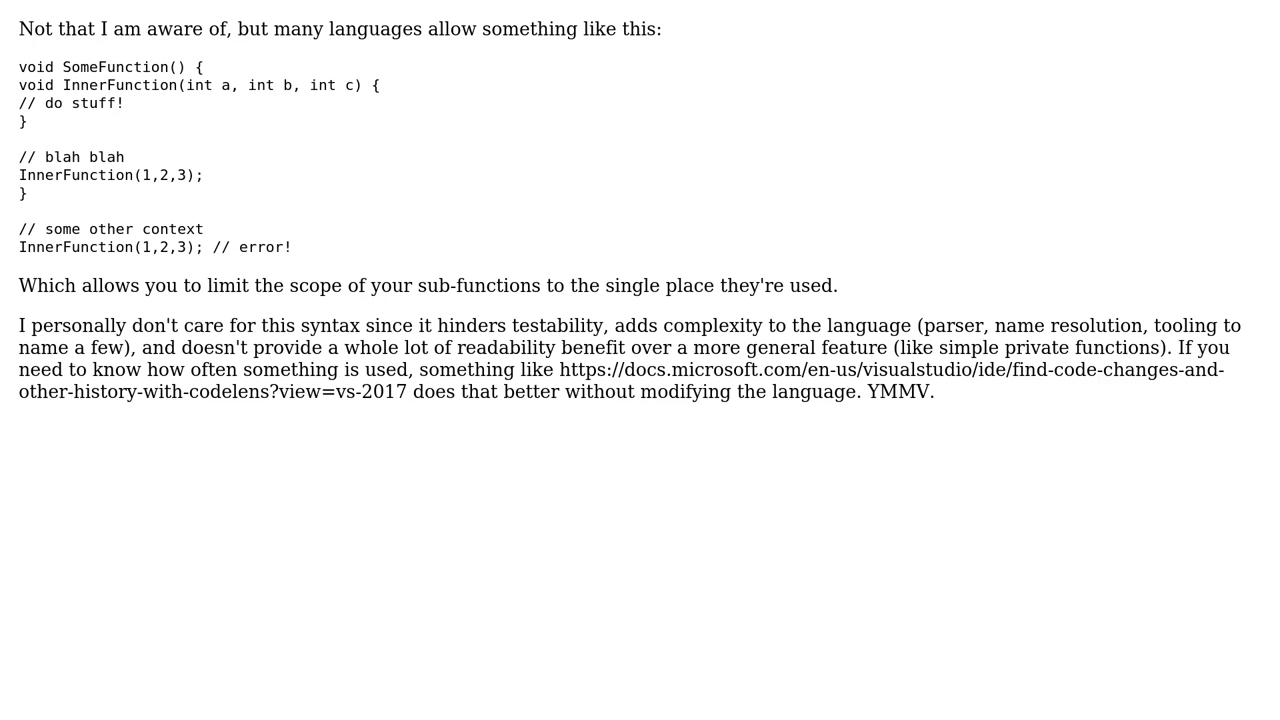 Not that I am aware of, but many languages allow something like this:
void SomeFunction() {
void InnerFunction(int a, int b, int c) {
// do stuff!
}
// blah blah
InnerFunction(1,2,3);
}
// some other context
InnerFunction(1,2,3); // error!
Which allows you to limit the scope of your sub-functions to the single place they're used.
I personally don't care for this syntax since it hinders testability, adds complexity to the language (parser, name resolution, tooling to
name a few), and doesn't provide a whole lot of readability benefit over a more general feature (like simple private functions). If you
need to know how often something is used, something like https://docs.microsoft.com/en-us/visualstudio/ide/find-code-changes-and-
other-history-with-codelens?view=vs-2017 does that better without modifying the language. YMMV.